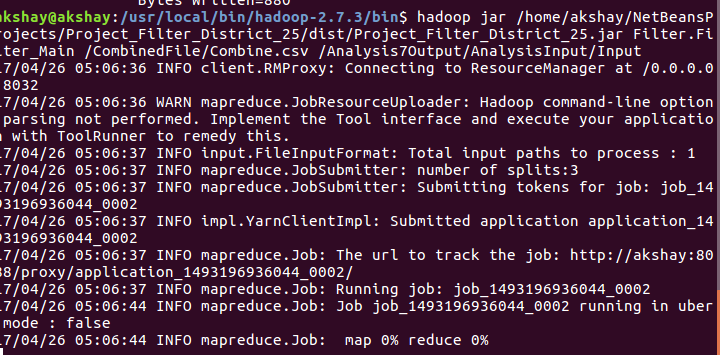 Bytes Written=880
akshay@akshay:/usr/local/bin/hadoop-2.7.3/bin$ hadoop jar /home/akshay/NetBeansP
rojects/Project_Filter_District_25/dist/Project_Filter_District_25.jar Filter.Fi
lter_Main /CombinedFile/Combine.csv /Analysis7Output/AnalysisInput/Input
17/04/26 05:06:36 INFO client.RMProxy: Connecting to ResourceManager at /0.0.0.0
:8032
17/04/26 05:06:36 WARN mapreduce.JobResourceUploader: Hadoop command-line option
parsing not performed. Implement the Tool interface and execute your applicatio
n with ToolRunner to remedy this.
17/04/26 05:06:37 INFO input.FileInputFormat: Total input paths to process : 1
17/04/26 05:06:37 INFO mapreduce.JobSubmitter: number of splits:3
17/04/26 05:06:37 INFO mapreduce.JobSubmitter: Submitting tokens for job: job_14
93196936044_0002
17/04/26 05:06:37 INFO impl.YarnClientImpl: Submitted application application_14
93196936044_0002
17/04/26 05:06:37 INFO mapreduce.Job: The url to track the job: http://akshay:80
88/proxy/application_1493196936044_0002/
17/04/26 05:06:37 INFO mapreduce.Job: Running job: job_1493196936044_0002
17/04/26 05:06:44 INFO mapreduce.Job: Job job_1493196936044_0002 running in uber
mode : false
17/04/26 05:06:44 INFO mapreduce.Job:  map 0% reduce 0%